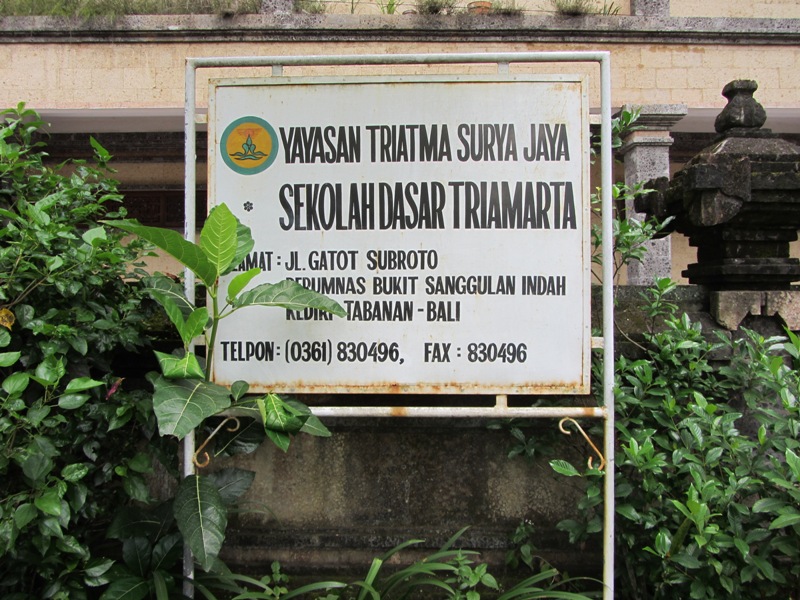 YAYASAN TRIATMA SURYA JAYA
SEKOLAH DASAR TRIAMARTA
: JL. GATOT SUBROTO
BUKIT SANGGULAN INDAH
TABANAN - BALI
TELPON : (0361) 830496, FAX : 830496